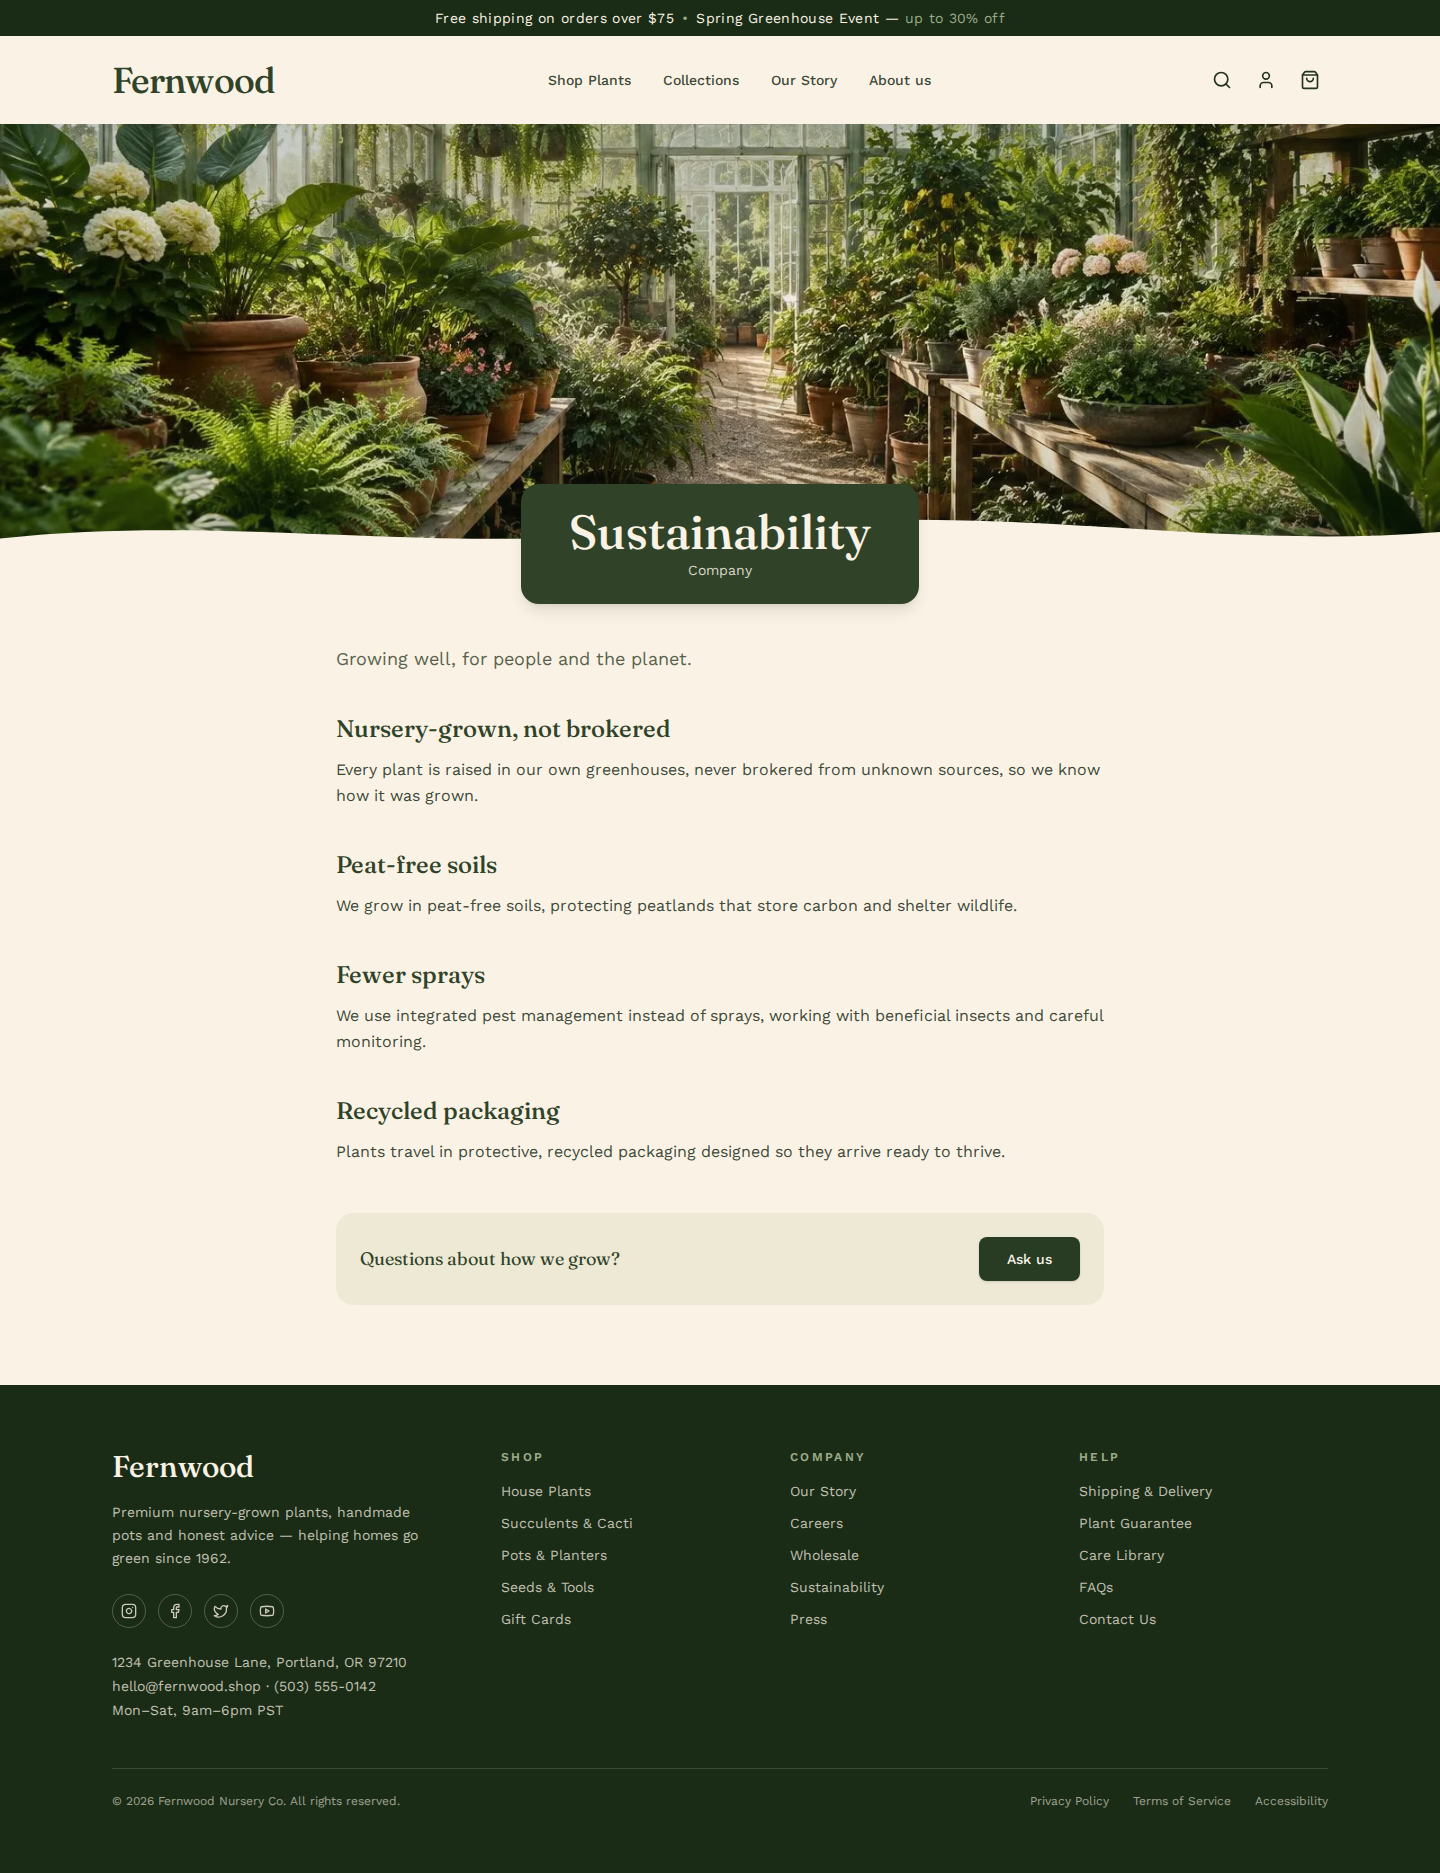 Free shipping on orders over $75 • Spring Greenhouse Event — up to 30% off
Fernwood
Shop Plants
Collections
Our Story
About us
Sustainability
Company
Growing well, for people and the planet.
Nursery-grown, not brokered
Every plant is raised in our own greenhouses, never brokered from unknown sources, so we know
how it was grown.
Peat-free soils
We grow in peat-free soils, protecting peatlands that store carbon and shelter wildlife.
Fewer sprays
We use integrated pest management instead of sprays, working with beneficial insects and careful
monitoring.
Recycled packaging
Plants travel in protective, recycled packaging designed so they arrive ready to thrive.
Questions about how we grow?
Ask us
Fernwood
Premium nursery-grown plants, handmade
pots and honest advice — helping homes go
green since 1962.
1234 Greenhouse Lane, Portland, OR 97210
hello@fernwood.shop · (503) 555-0142
Mon–Sat, 9am–6pm PST
SHOP
House Plants
Succulents & Cacti
Pots & Planters
Seeds & Tools
Gift Cards
COMPANY
Our Story
Careers
Wholesale
Sustainability
Press
HELP
Shipping & Delivery
Plant Guarantee
Care Library
FAQs
Contact Us
© 2026 Fernwood Nursery Co. All rights reserved.
Privacy Policy
Terms of Service
Accessibility